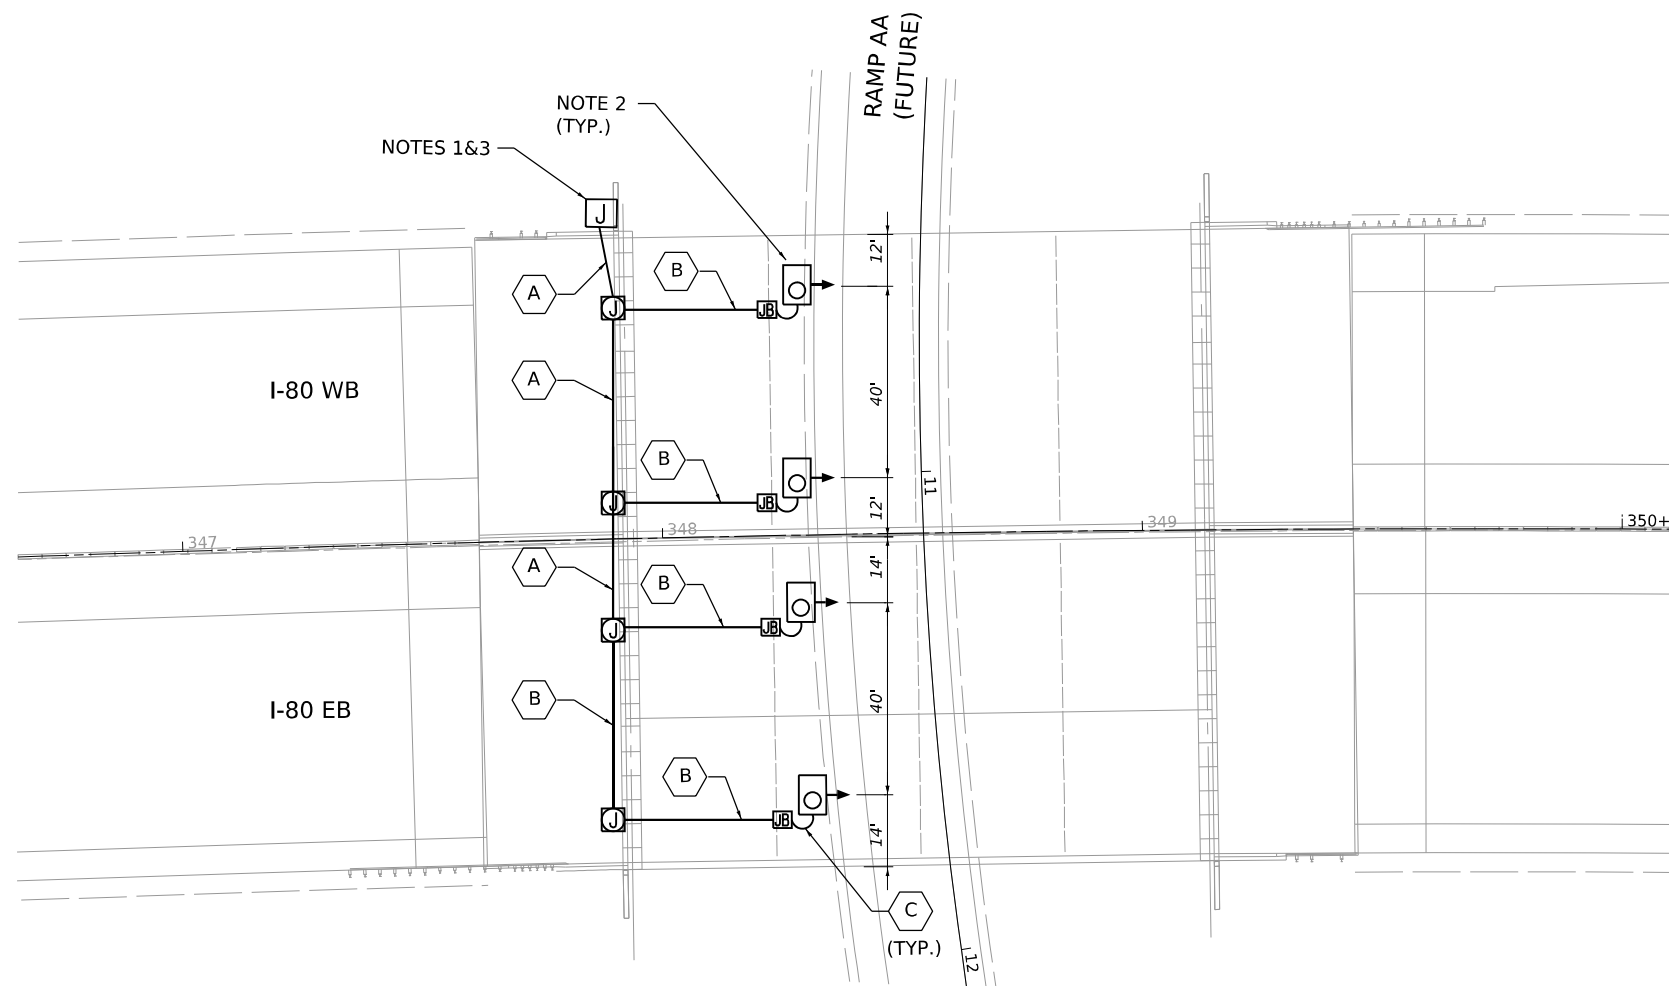 RAMP AA
(FUTURE)
NOTE 2
(TYP.)
NOTES 1&3
J
12'
B
A
J
JB
40'
A
I-80 WB
B
J
JB
11
12'
347
348
349
350+
14'
A
B
J
JB
B
40'
I-80 EB
B
J
JB
14'
C
(TYP.)
12